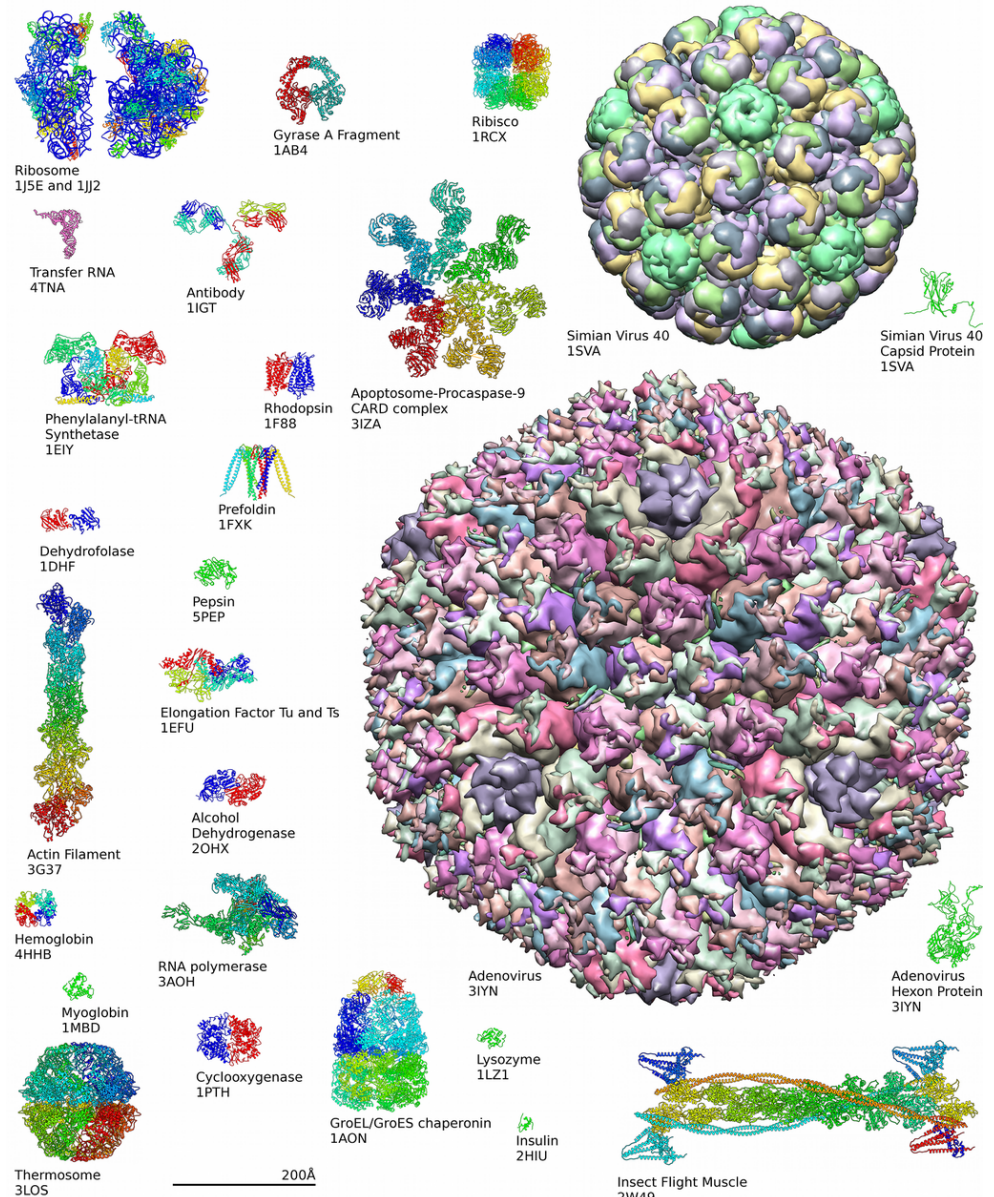 Ribosome
1J5E and 1JJ2
Gyrase A Fragment
1AB4
Ribisco
1RCX
Transfer RNA
4TNA
Antibody
1IGT
Simian Virus 40
1SVA
Simian Virus 40
Capsid Protein
1SVA
Phenylalanyl-tRNA
Synthetase
1EIY
Rhodopsin
1F88
Apoptosome-Procaspase-9
CARD complex
3IZA
Prefoldin
1FXK
Dehydrofolase
1DHF
Pepsin
5PEP
Elongation Factor Tu and Ts
1EFU
Alcohol
Dehydrogenase
2OHX
Actin Filament
3G37
Hemoglobin
4HHB
RNA polymerase
3AOH
Adenovirus
3IYN
Adenovirus
Hexon Protein
3IYN
Myoglobin
1MBD
Cyclooxygenase
1PTH
Lysozyme
1LZ1
GroEL/GroES chaperonin
1AON
Insulin
2HIU
Thermosome
3LOS
200Å
Insect Flight Muscle
2W49